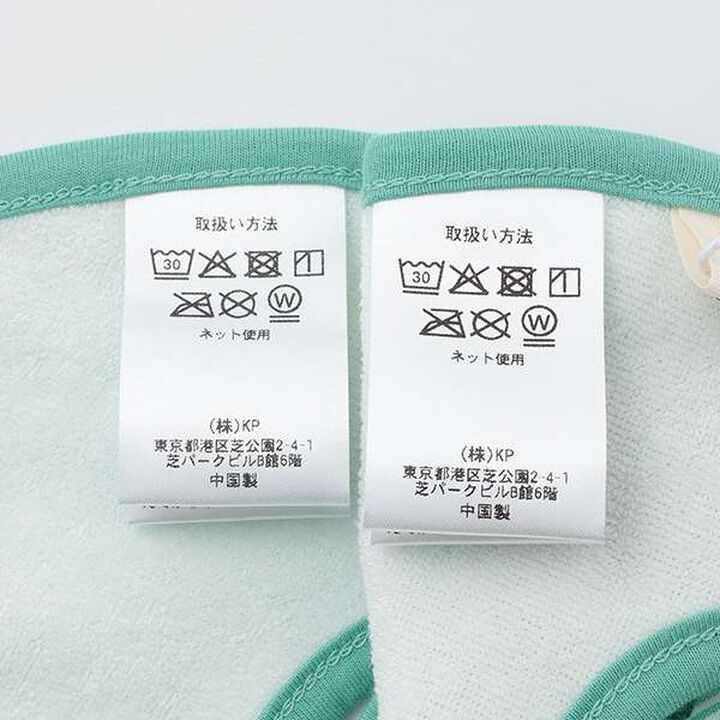 取扱い方法
30
W
ネット使用
(株)KP
東京都港区芝公園2-4-1
芝パークビルB館6階
中国製
取扱い方法
30
W
ネット使用
(株)KP
東京都港区芝公園2-4-1
芝パークビルB館6階
中国製